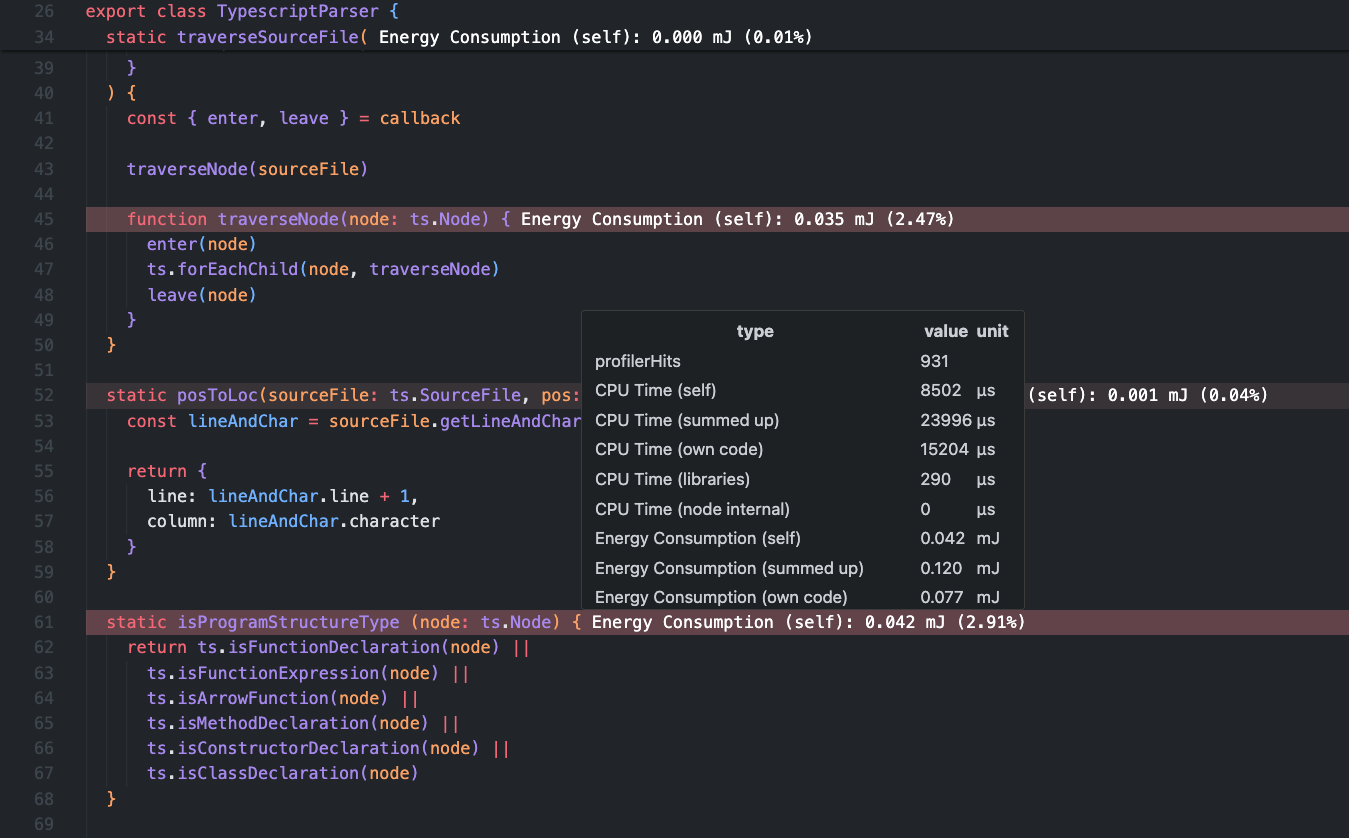 26 export class TypescriptParser {
34 static traverseSourceFile( Energy Consumption (self): 0.000 mJ (0.01%)
39 }
40 ) {
41 const { enter, leave } = callback
42
43 traverseNode(sourceFile)
44
45 function traverseNode(node: ts.Node) { Energy Consumption (self): 0.035 mJ (2.47%)
46 enter(node)
47 ts.forEachChild(node, traverseNode)
48 leave(node)
49 }
50 }
51
52 static posToLoc(sourceFile: ts.SourceFile, pos: (self): 0.001 mJ (0.04%)
53 const lineAndChar = sourceFile.getLineAndChar
54
55 return {
56 line: lineAndChar.line + 1,
57 column: lineAndChar.character
58 }
59 }
60
type value unit
profilerHits 931
CPU Time (self) 8502 µs
CPU Time (summed up) 23996 µs
CPU Time (own code) 15204 µs
CPU Time (libraries) 290 µs
CPU Time (node internal) 0 µs
Energy Consumption (self) 0.042 mJ
Energy Consumption (summed up) 0.120 mJ
Energy Consumption (own code) 0.077 mJ
61 static isProgramStructureType (node: ts.Node) { Energy Consumption (self): 0.042 mJ (2.91%)
62 return ts.isFunctionDeclaration(node) ||
63 ts.isFunctionExpression(node) ||
64 ts.isArrowFunction(node) ||
65 ts.isMethodDeclaration(node) ||
66 ts.isConstructorDeclaration(node) ||
67 ts.isClassDeclaration(node)
68 }
69